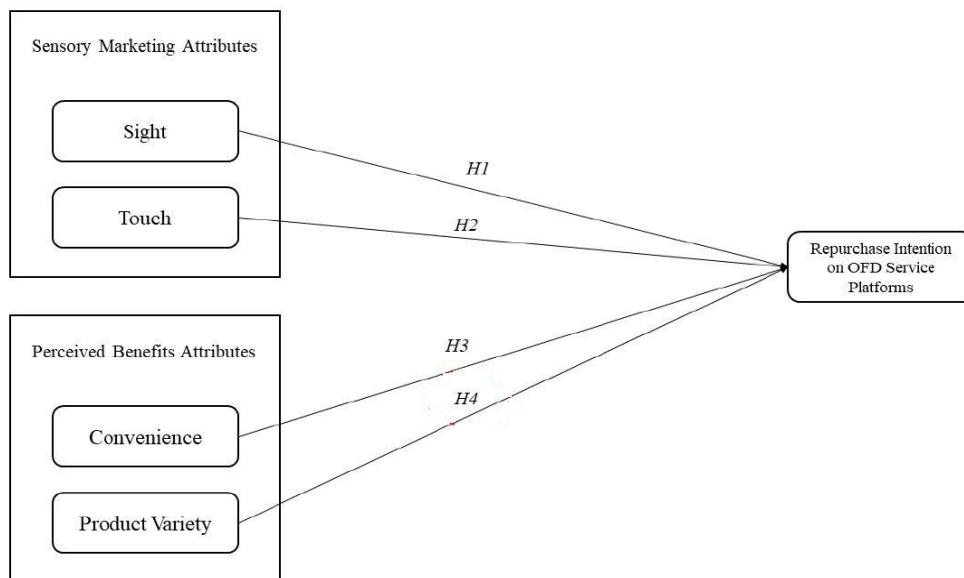 Sensory Marketing Attributes
Sight
Touch
H1
H2
Repurchase Intention
on OFD Service
Platforms
Perceived Benefits Attributes
Convenience
Product Variety
H3
H4